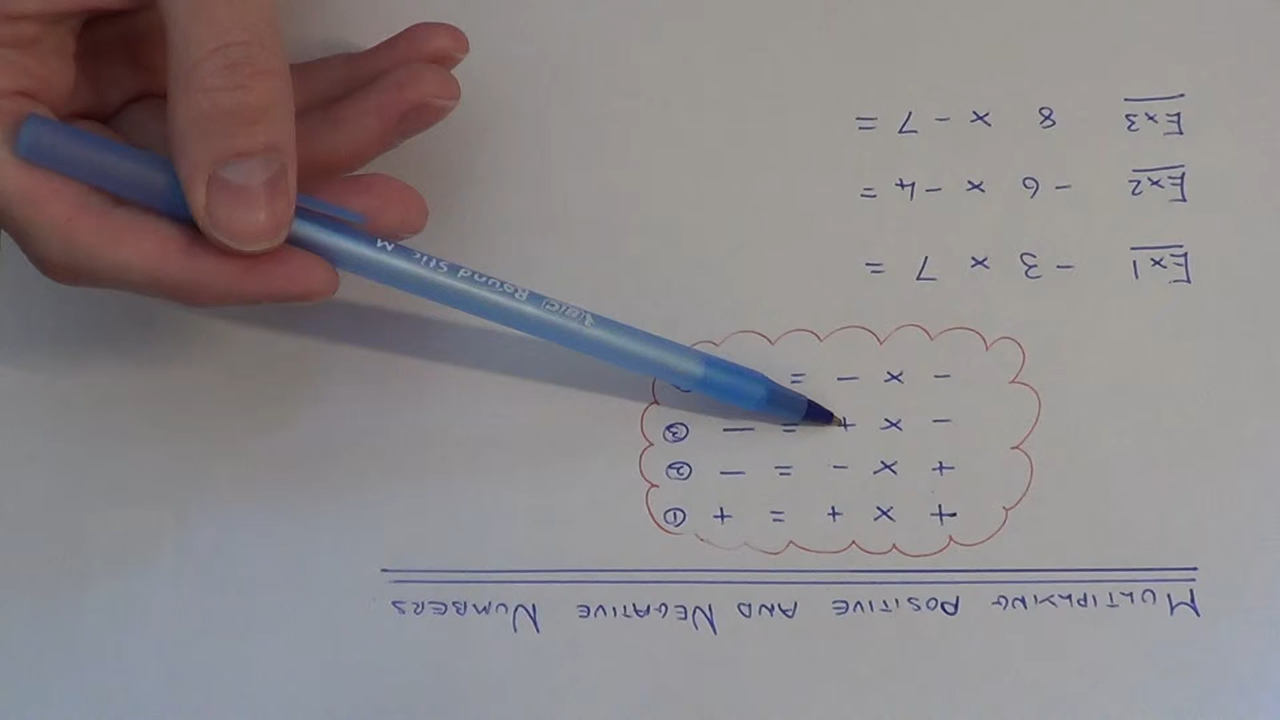 MULTIPLYING POSITIVE AND NEGATIVE NUMBERS
+ × + = + ①
+ × - = - ②
- × + = - ③
- × - =
Ex1 - 3 × 7 =
Ex2 - 6 × -4 =
Ex3 8 × -7 =
BIC Round Stic M